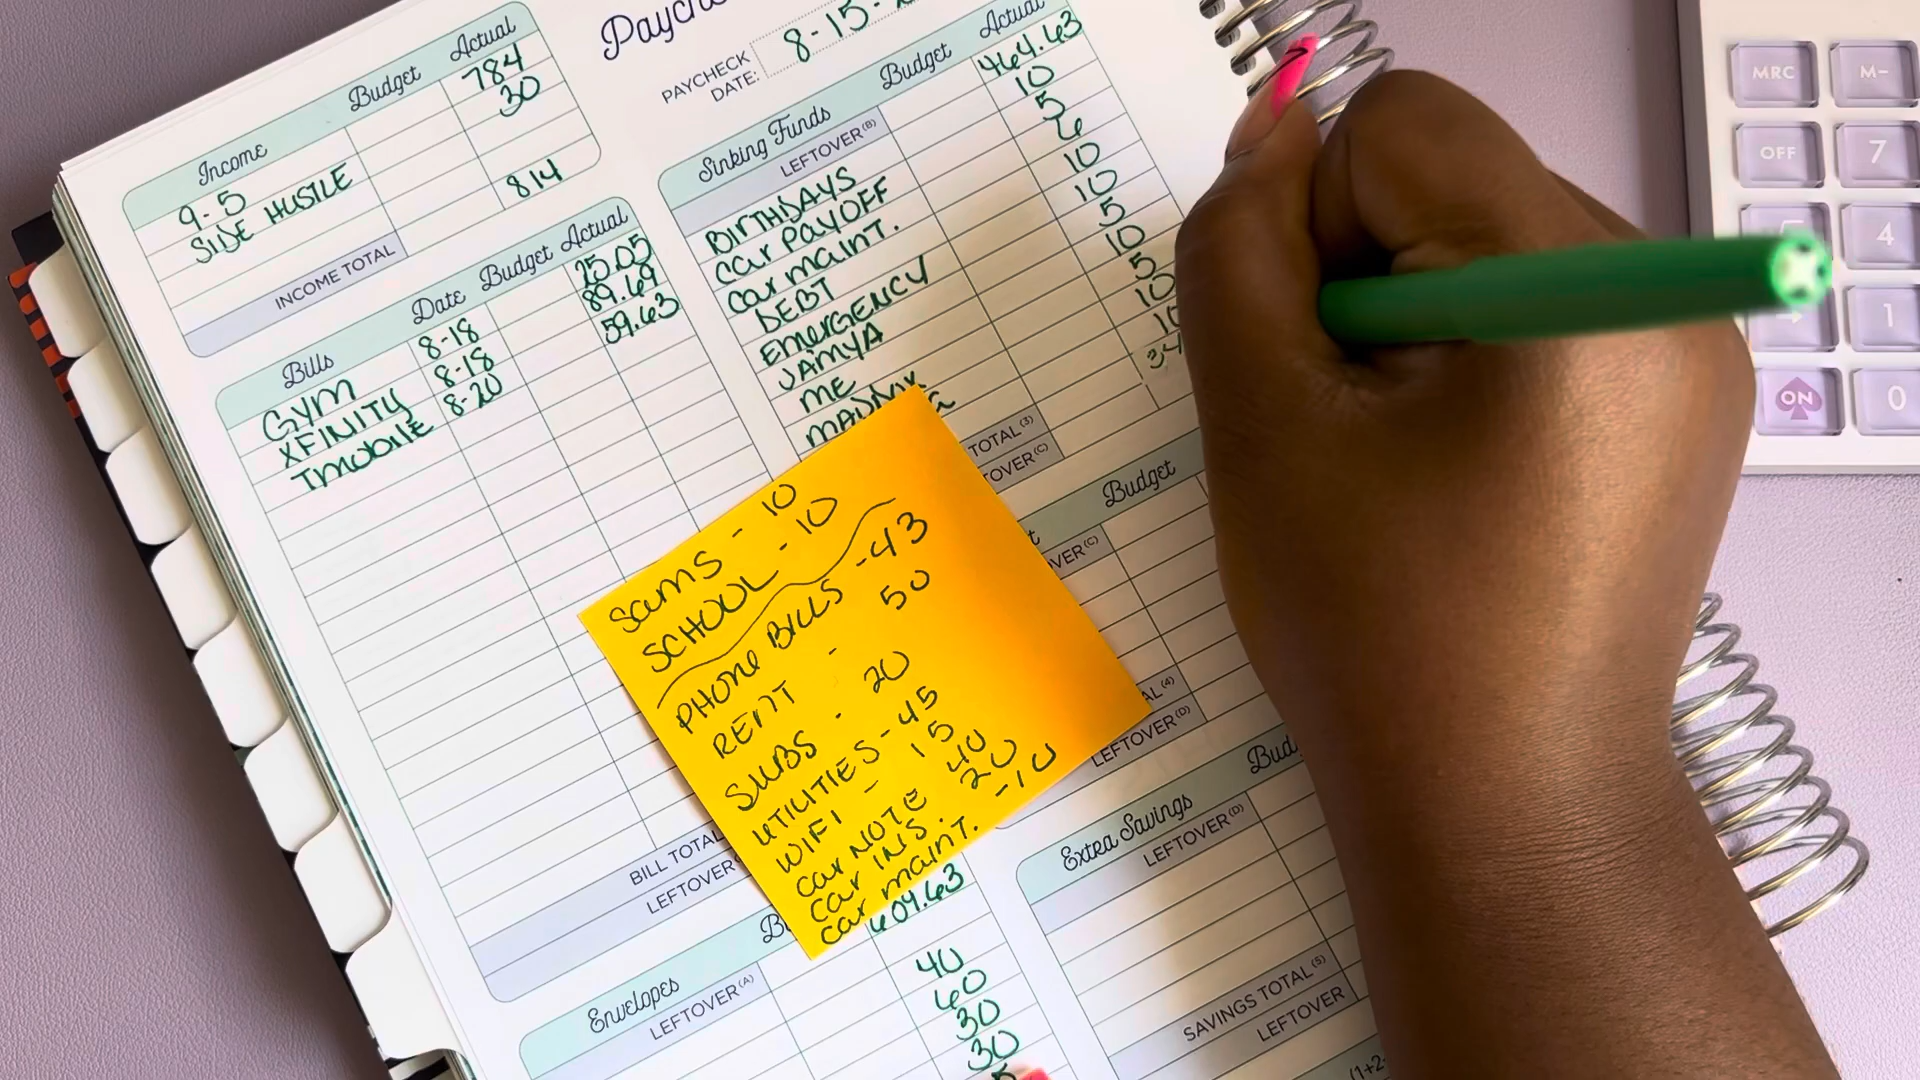 Income Budget Actual
9-5 784
SIDE HUSTLE 30
INCOME TOTAL 814
Bills Date Budget Actual
GYM 8-18 25.05
XFINITY 8-18 89.69
TMOBILE 8-20 59.63
BILL TOTAL
LEFTOVER
Envelopes
LEFTOVER (A) 609.63
40
60
30
30
PAYCHECK DATE: 8-15-
Sinking Funds Budget Actual
LEFTOVER (B) 464.63
BIRTHDAYS 10
CAR PAYOFF 5
CAR MAINT. 6
DEBT 10
EMERGENCY 10
JAMYA 5
ME 10
5
10
TOTAL (3)
Budget
LEFTOVER (D)
Extra Savings
LEFTOVER (D)
SAVINGS TOTAL (5)
LEFTOVER
SAMS - 10
SCHOOL - 10
PHONE BILLS - 43
RENT - 50
SUBS - 20
UTILITIES - 45
WIFI - 15
CAR NOTE 40
CAR INS. 20
CAR MAINT. - 10
MRC M-
OFF 7
4
1
ON 0